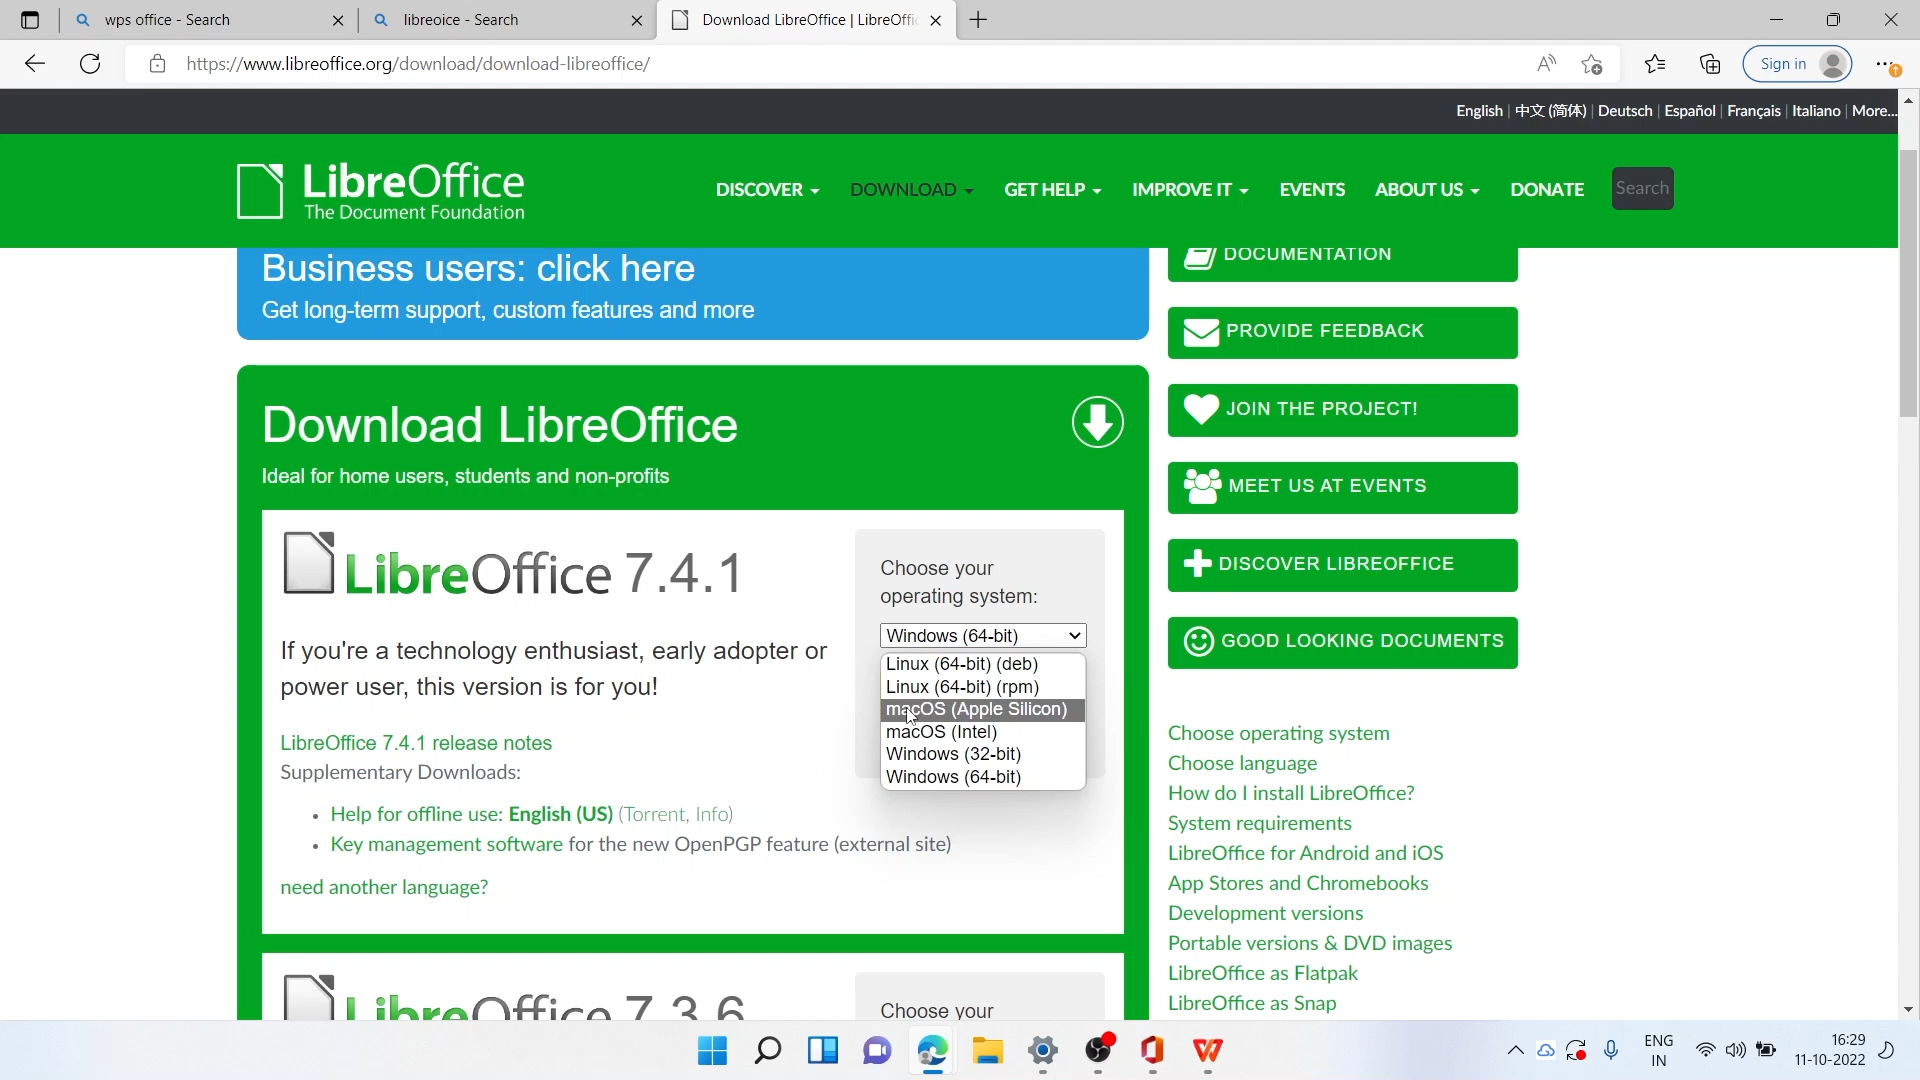 wps office - Search
libreoice - Search
Download LibreOffice | LibreOffic
https://www.libreoffice.org/download/download-libreoffice/
Sign in
English | 中文 (简体) | Deutsch | Español | Français | Italiano | More...
LibreOffice
The Document Foundation
DISCOVER
DOWNLOAD
GET HELP
IMPROVE IT
EVENTS
ABOUT US
DONATE
Search
Business users: click here
Get long-term support, custom features and more
DOCUMENTATION
PROVIDE FEEDBACK
JOIN THE PROJECT!
MEET US AT EVENTS
DISCOVER LIBREOFFICE
GOOD LOOKING DOCUMENTS
Download LibreOffice
Ideal for home users, students and non-profits
LibreOffice 7.4.1
If you're a technology enthusiast, early adopter or
power user, this version is for you!
LibreOffice 7.4.1 release notes
Supplementary Downloads:
Help for offline use: English (US) (Torrent, Info)
Key management software for the new OpenPGP feature (external site)
need another language?
Choose your
operating system:
Windows (64-bit)
Linux (64-bit) (deb)
Linux (64-bit) (rpm)
macOS (Apple Silicon)
macOS (Intel)
Windows (32-bit)
Windows (64-bit)
Choose operating system
Choose language
How do I install LibreOffice?
System requirements
LibreOffice for Android and iOS
App Stores and Chromebooks
Development versions
Portable versions & DVD images
LibreOffice as Flatpak
LibreOffice as Snap
LibreOffice 7.3.6
Choose your
ENG
IN
16:29
11-10-2022